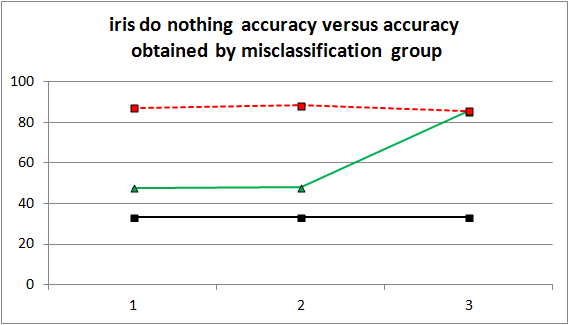 iris do nothing accuracy versus accuracy
obtained by misclassification group
100
80
60
40
20
0
1 2 3